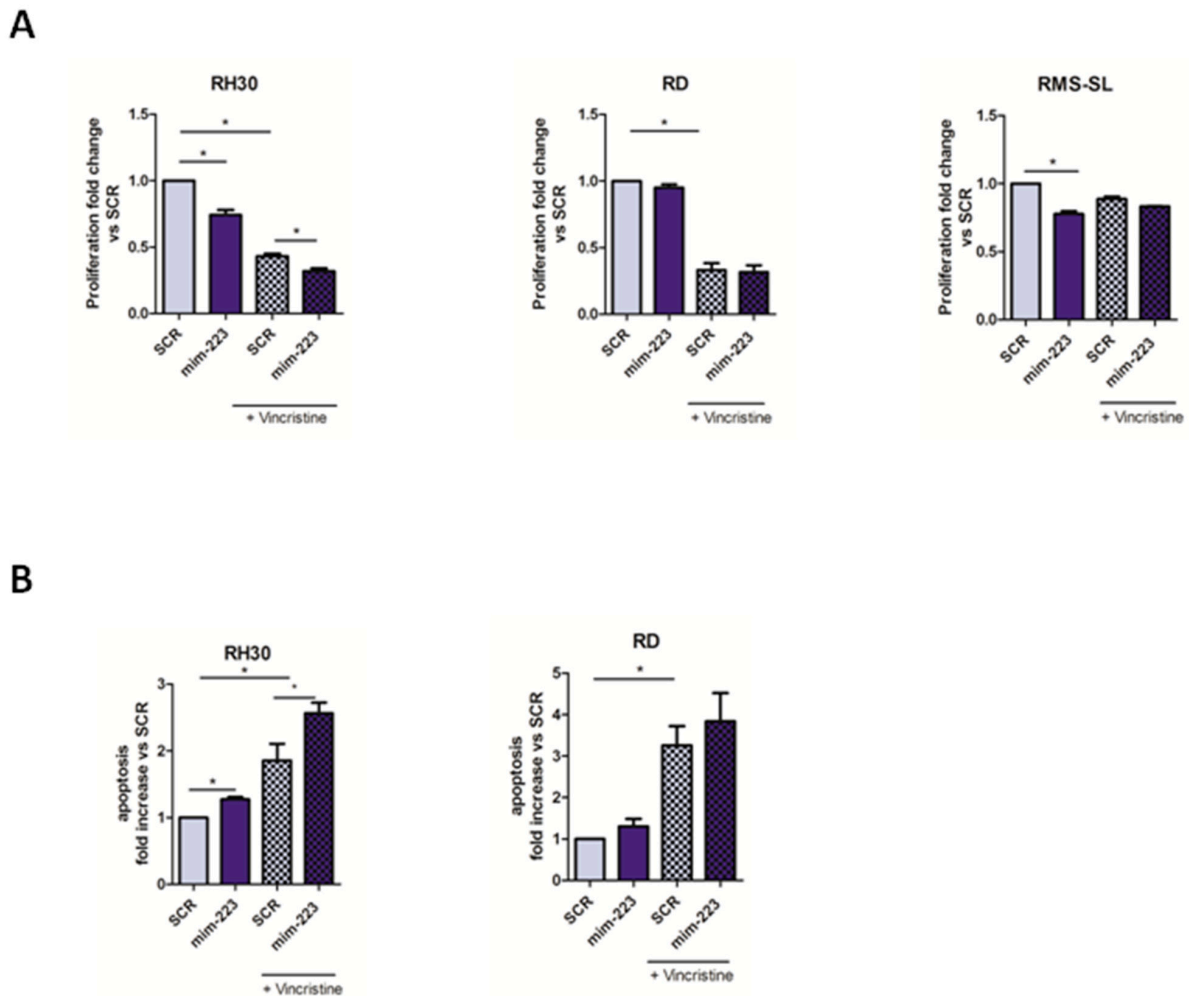 A
RH30
Proliferation fold change
vs SCR
1.5
1.0
0.5
0.0
*
*
*
SCR
mim-223
SCR
mim-223
+ Vincristine
RD
Proliferation fold change
vs SCR
1.5
1.0
0.5
0.0
*
SCR
mim-223
SCR
mim-223
+ Vincristine
RMS-SL
Proliferation fold change
vs SCR
1.5
1.0
0.5
0.0
*
SCR
mim-223
SCR
mim-223
+ Vincristine
B
RH30
apoptosis
fold increase vs SCR
3
2
1
0
*
*
*
SCR
mim-223
SCR
mim-223
+ Vincristine
RD
apoptosis
fold increase vs SCR
5
4
3
2
1
0
*
SCR
mim-223
SCR
mim-223
+ Vincristine